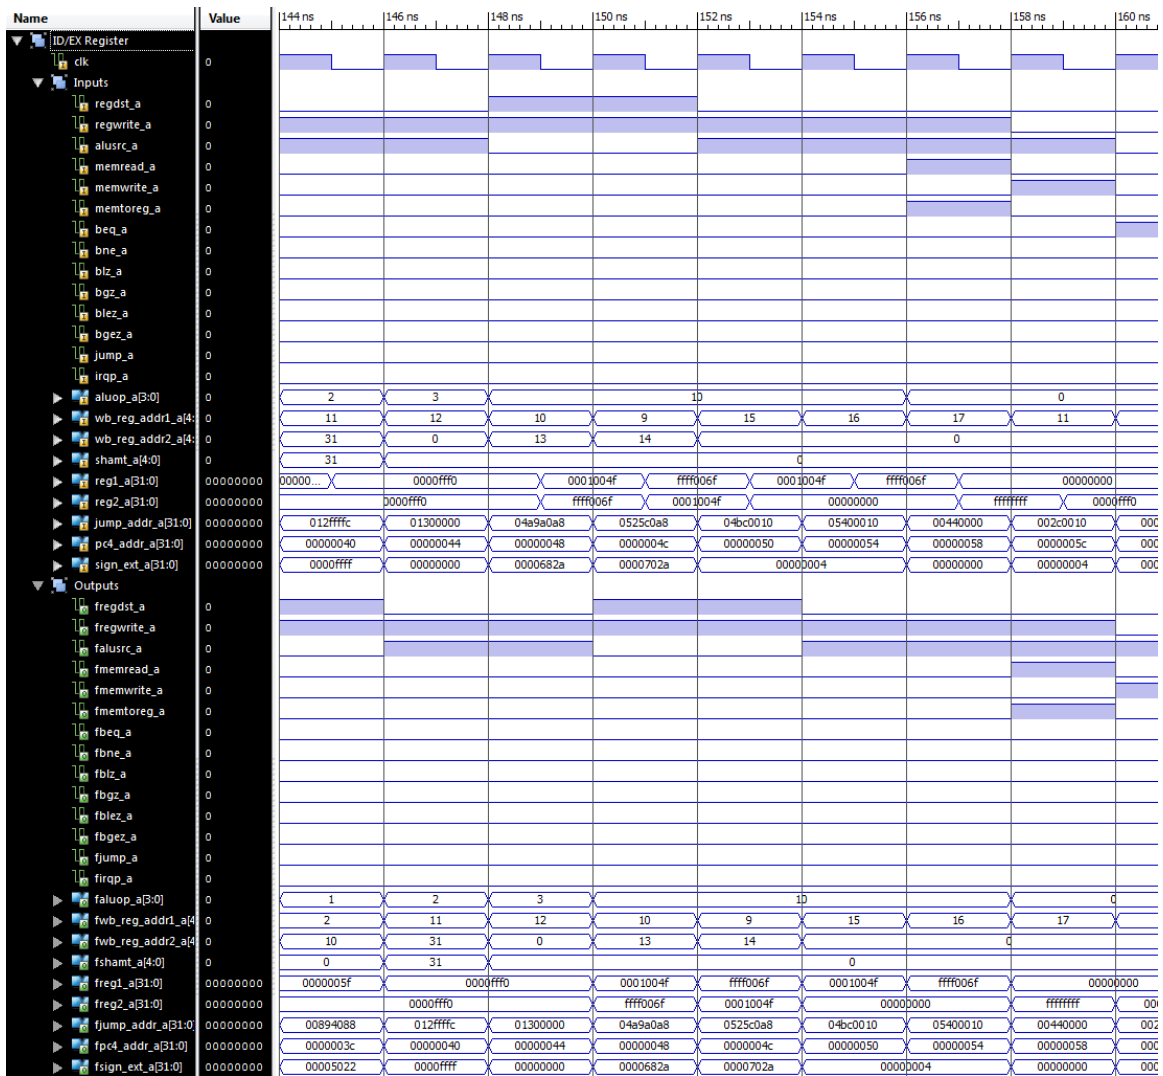 Name Value 144 ns 146 ns 148 ns 150 ns 152 ns 154 ns 156 ns 158 ns 160 ns
ID/EX Register
clk 0
Inputs
regdst_a 0
regwrite_a 0
alusrc_a 0
memread_a 0
memwrite_a 0
memtoreg_a 0
beq_a 0
bne_a 0
blz_a 0
bgz_a 0
blez_a 0
bgez_a 0
jump_a 0
irqp_a 0
aluop_a[3:0] 0 2 3 10 0
wb_reg_addr1_a[4: 0 11 12 10 9 15 16 17 11
wb_reg_addr2_a[4: 0 31 0 13 14 0
shamt_a[4:0] 0 31 0
reg1_a[31:0] 00000000 00000... 0000fff0 0001004f ffff006f 0001004f ffff006f 00000000
reg2_a[31:0] 00000000 0000fff0 ffff006f 0001004f 00000000 ffffffff 0000fff0
jump_addr_a[31:0] 00000000 012ffffc 01300000 04a9a0a8 0525c0a8 04bc0010 05400010 00440000 002c0010 000
pc4_addr_a[31:0] 00000000 00000040 00000044 00000048 0000004c 00000050 00000054 00000058 0000005c 000
sign_ext_a[31:0] 00000000 0000ffff 00000000 0000682a 0000702a 00000004 00000000 00000004 000
Outputs
fregdst_a 0
fregwrite_a 0
falusrc_a 0
fmemread_a 0
fmemwrite_a 0
fmemtoreg_a 0
fbeq_a 0
fbne_a 0
fblz_a 0
fbgz_a 0
fblez_a 0
fbgez_a 0
fjump_a 0
firqp_a 0
faluop_a[3:0] 0 1 2 3 10 0
fwb_reg_addr1_a[4 0 2 11 12 10 9 15 16 17
fwb_reg_addr2_a[4 0 10 31 0 13 14 0
fshamt_a[4:0] 0 0 31 0
freg1_a[31:0] 00000000 0000005f 0000fff0 0001004f ffff006f 0001004f ffff006f 00000000
freg2_a[31:0] 00000000 0000fff0 ffff006f 0001004f 00000000 ffffffff 00
fjump_addr_a[31:0 00000000 00894088 012ffffc 01300000 04a9a0a8 0525c0a8 04bc0010 05400010 00440000 002
fpc4_addr_a[31:0] 00000000 0000003c 00000040 00000044 00000048 0000004c 00000050 00000054 00000058 000
fsign_ext_a[31:0] 00000000 00005022 0000ffff 00000000 0000682a 0000702a 00000004 00000000 000